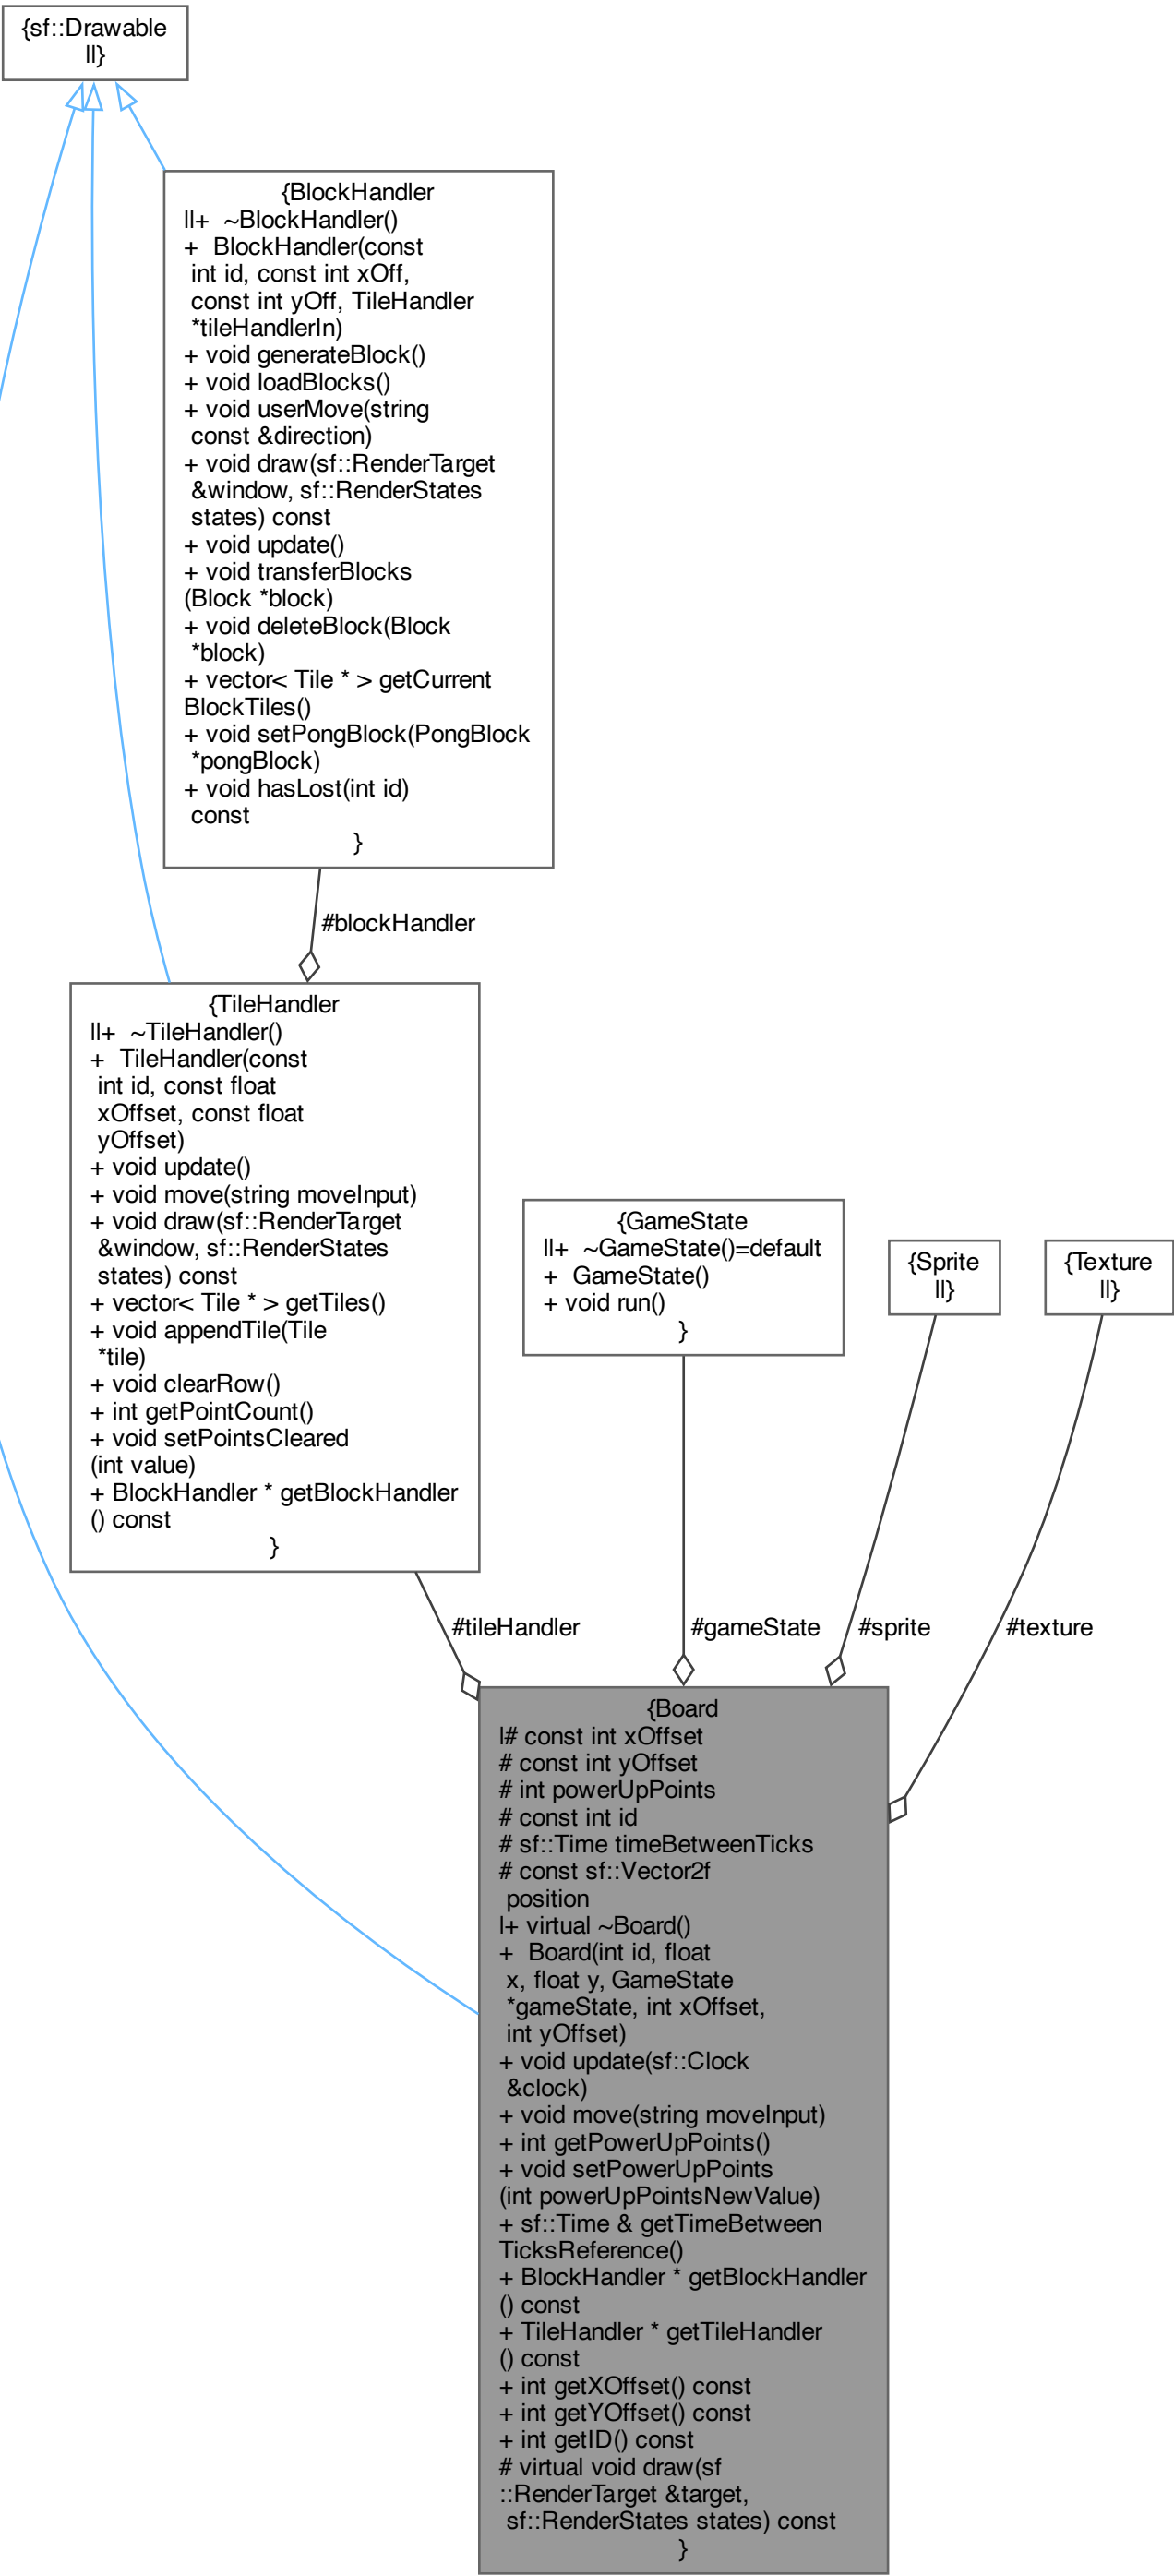 {sf::Drawable
||}
{BlockHandler
||+  ~BlockHandler()
+  BlockHandler(const
int id, const int xOff,
const int yOff, TileHandler
*tileHandlerIn)
+ void generateBlock()
+ void loadBlocks()
+ void userMove(string
const &direction)
+ void draw(sf::RenderTarget
&window, sf::RenderStates
states) const
+ void update()
+ void transferBlocks
(Block *block)
+ void deleteBlock(Block
*block)
+ vector< Tile * > getCurrent
BlockTiles()
+ void setPongBlock(PongBlock
*pongBlock)
+ void hasLost(int id)
const
}
#blockHandler
{TileHandler
||+  ~TileHandler()
+  TileHandler(const
int id, const float
xOffset, const float
yOffset)
+ void update()
+ void move(string moveInput)
+ void draw(sf::RenderTarget
&window, sf::RenderStates
states) const
+ vector< Tile * > getTiles()
+ void appendTile(Tile
*tile)
+ void clearRow()
+ int getPointCount()
+ void setPointsCleared
(int value)
+ BlockHandler * getBlockHandler
() const
}
{GameState
||+  ~GameState()=default
+  GameState()
+ void run()
}
{Sprite
||}
{Texture
||}
#tileHandler
#gameState
#sprite
#texture
{Board
|# const int xOffset
# const int yOffset
# int powerUpPoints
# const int id
# sf::Time timeBetweenTicks
# const sf::Vector2f
position
|+ virtual ~Board()
+  Board(int id, float
x, float y, GameState
*gameState, int xOffset,
int yOffset)
+ void update(sf::Clock
&clock)
+ void move(string moveInput)
+ int getPowerUpPoints()
+ void setPowerUpPoints
(int powerUpPointsNewValue)
+ sf::Time & getTimeBetween
TicksReference()
+ BlockHandler * getBlockHandler
() const
+ TileHandler * getTileHandler
() const
+ int getXOffset() const
+ int getYOffset() const
+ int getID() const
# virtual void draw(sf
::RenderTarget &target,
sf::RenderStates states) const
}